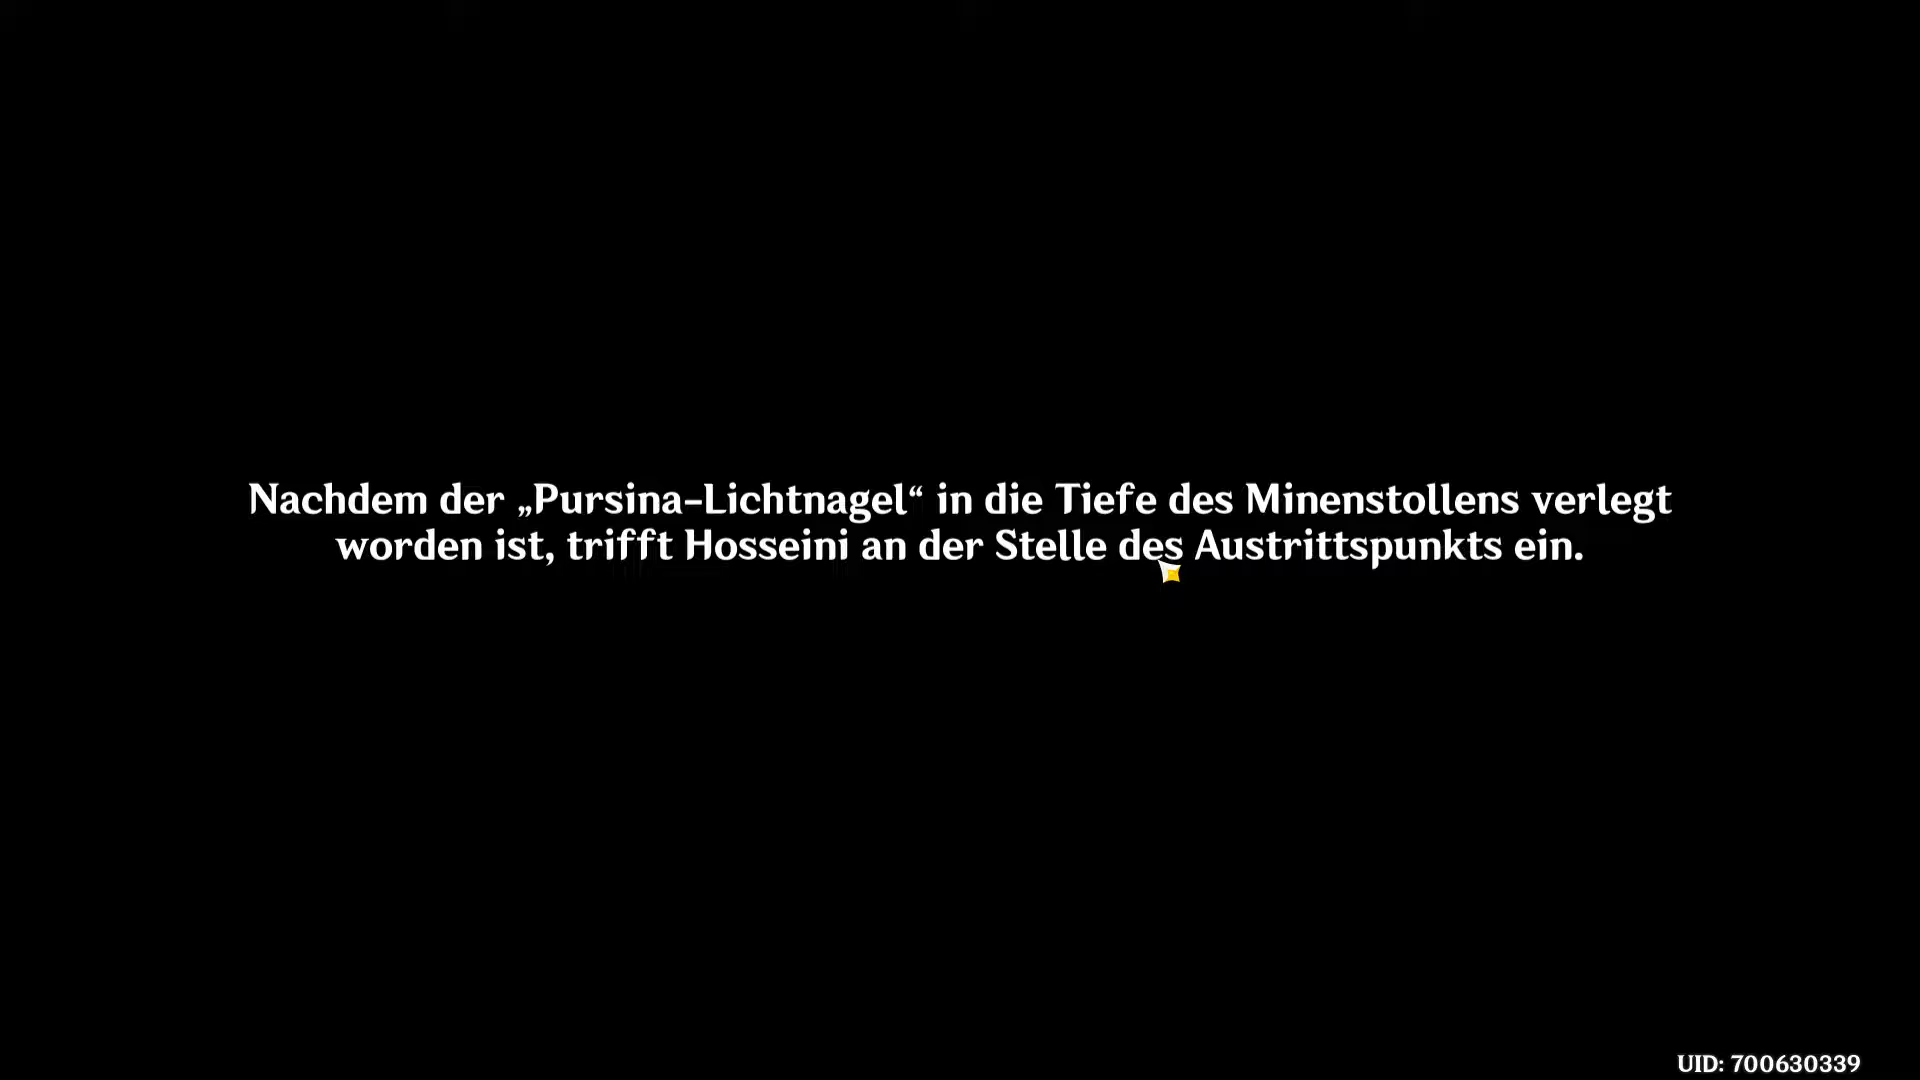 Nachdem der „Pursina-Lichtnagel“ in die Tiefe des Minenstollens verlegt
worden ist, trifft Hosseini an der Stelle des Austrittspunkts ein.
UID: 700630339